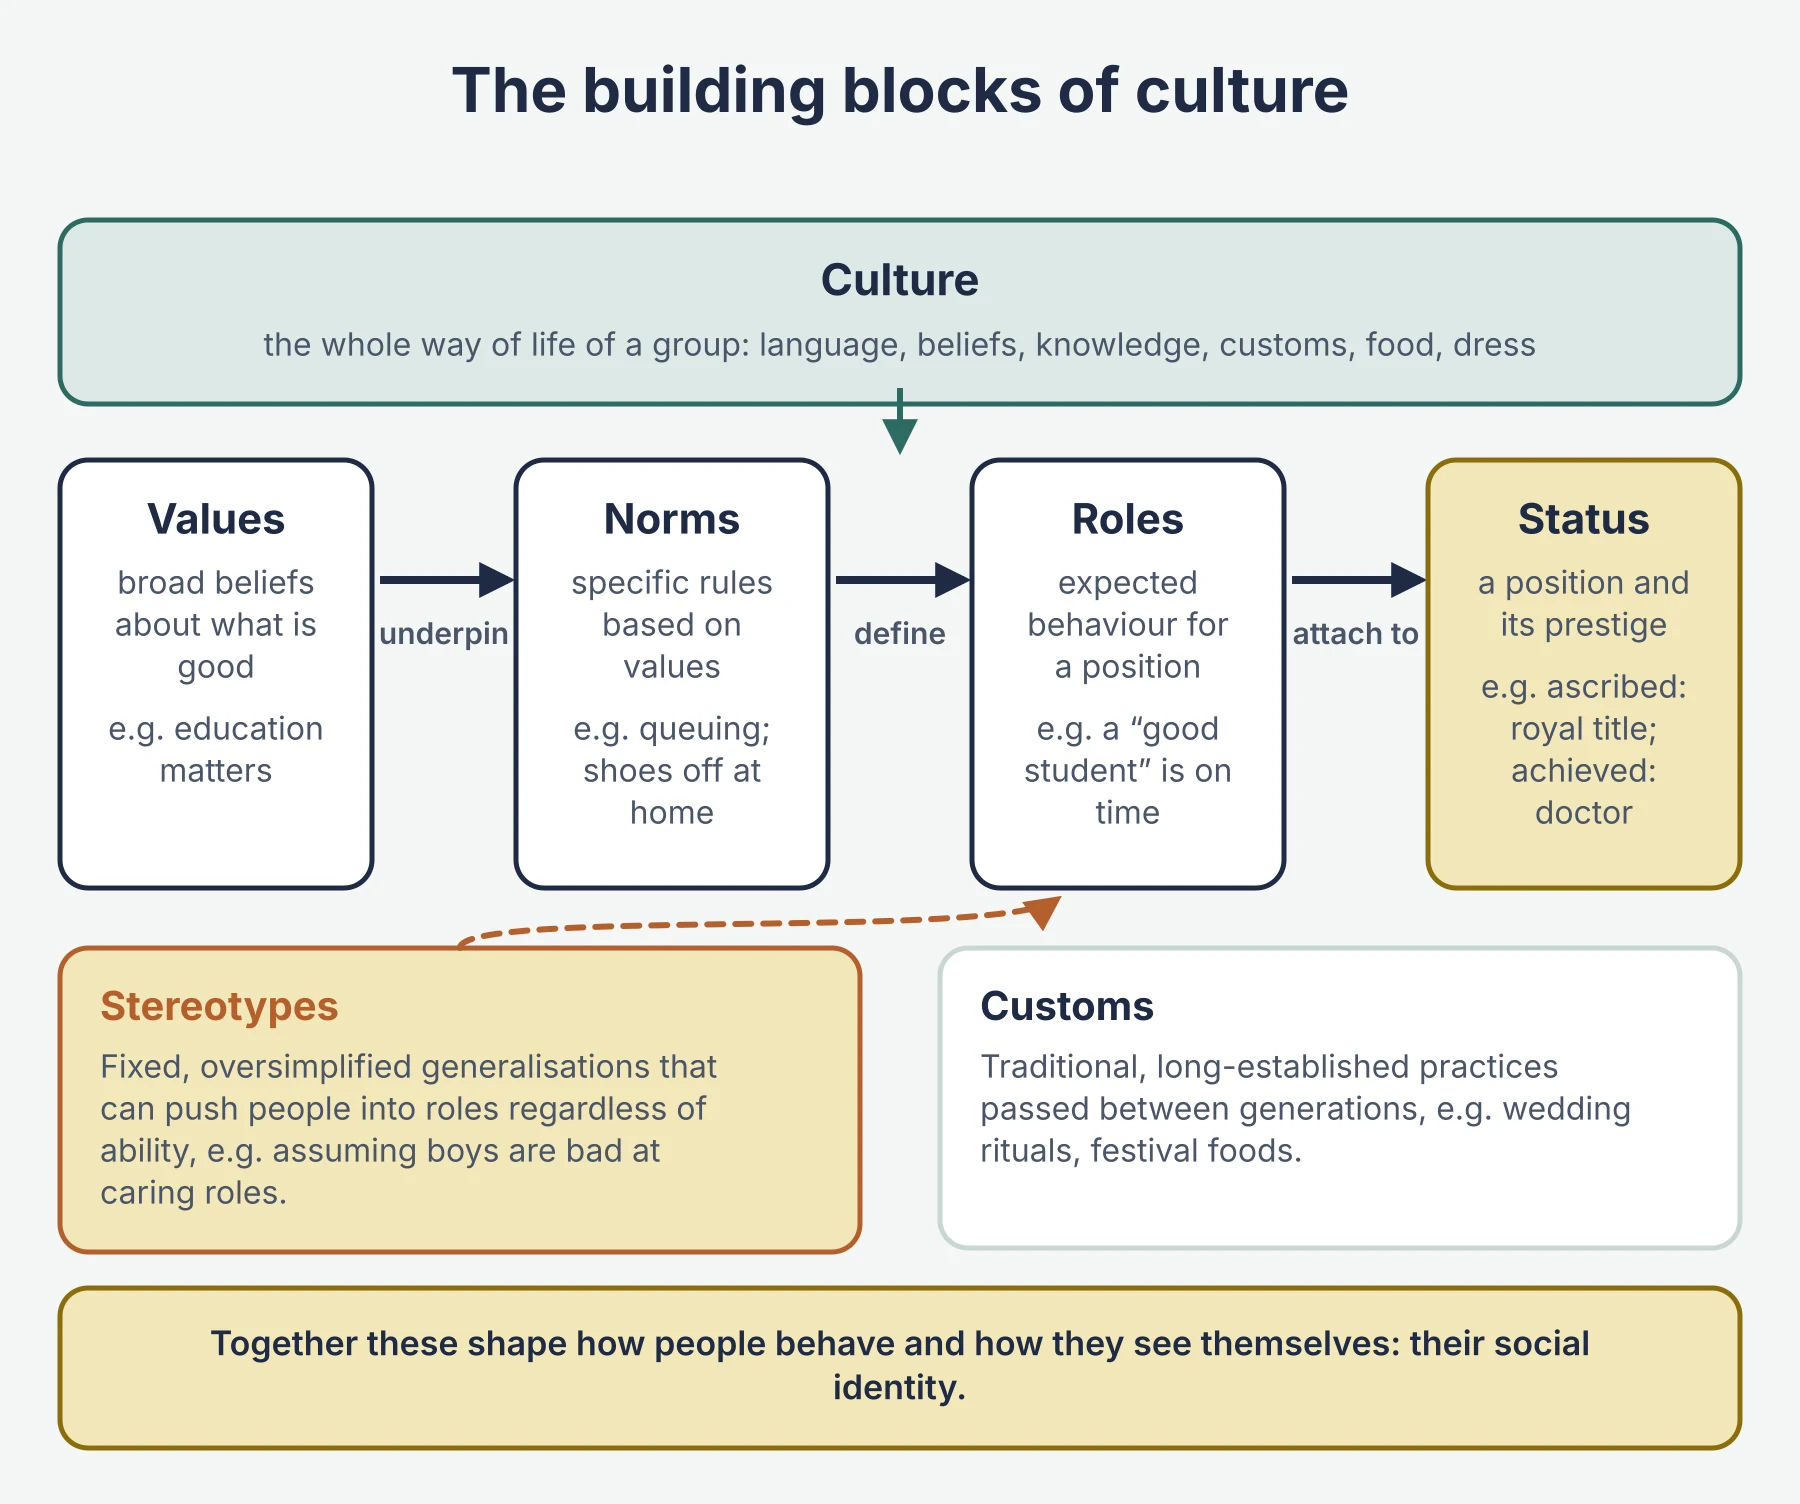 The building blocks of culture
Culture
the whole way of life of a group: language, beliefs, knowledge, customs, food, dress
Values
broad beliefs
about what is
good
e.g. education
matters
underpin
Norms
specific rules
based on
values
e.g. queuing;
shoes off at
home
define
Roles
expected
behaviour for
a position
e.g. a “good
student” is on
time
attach to
Status
a position and
its prestige
e.g. ascribed:
royal title;
achieved:
doctor
Stereotypes
Fixed, oversimplified generalisations that
can push people into roles regardless of
ability, e.g. assuming boys are bad at
caring roles.
Customs
Traditional, long-established practices
passed between generations, e.g. wedding
rituals, festival foods.
Together these shape how people behave and how they see themselves: their social
identity.